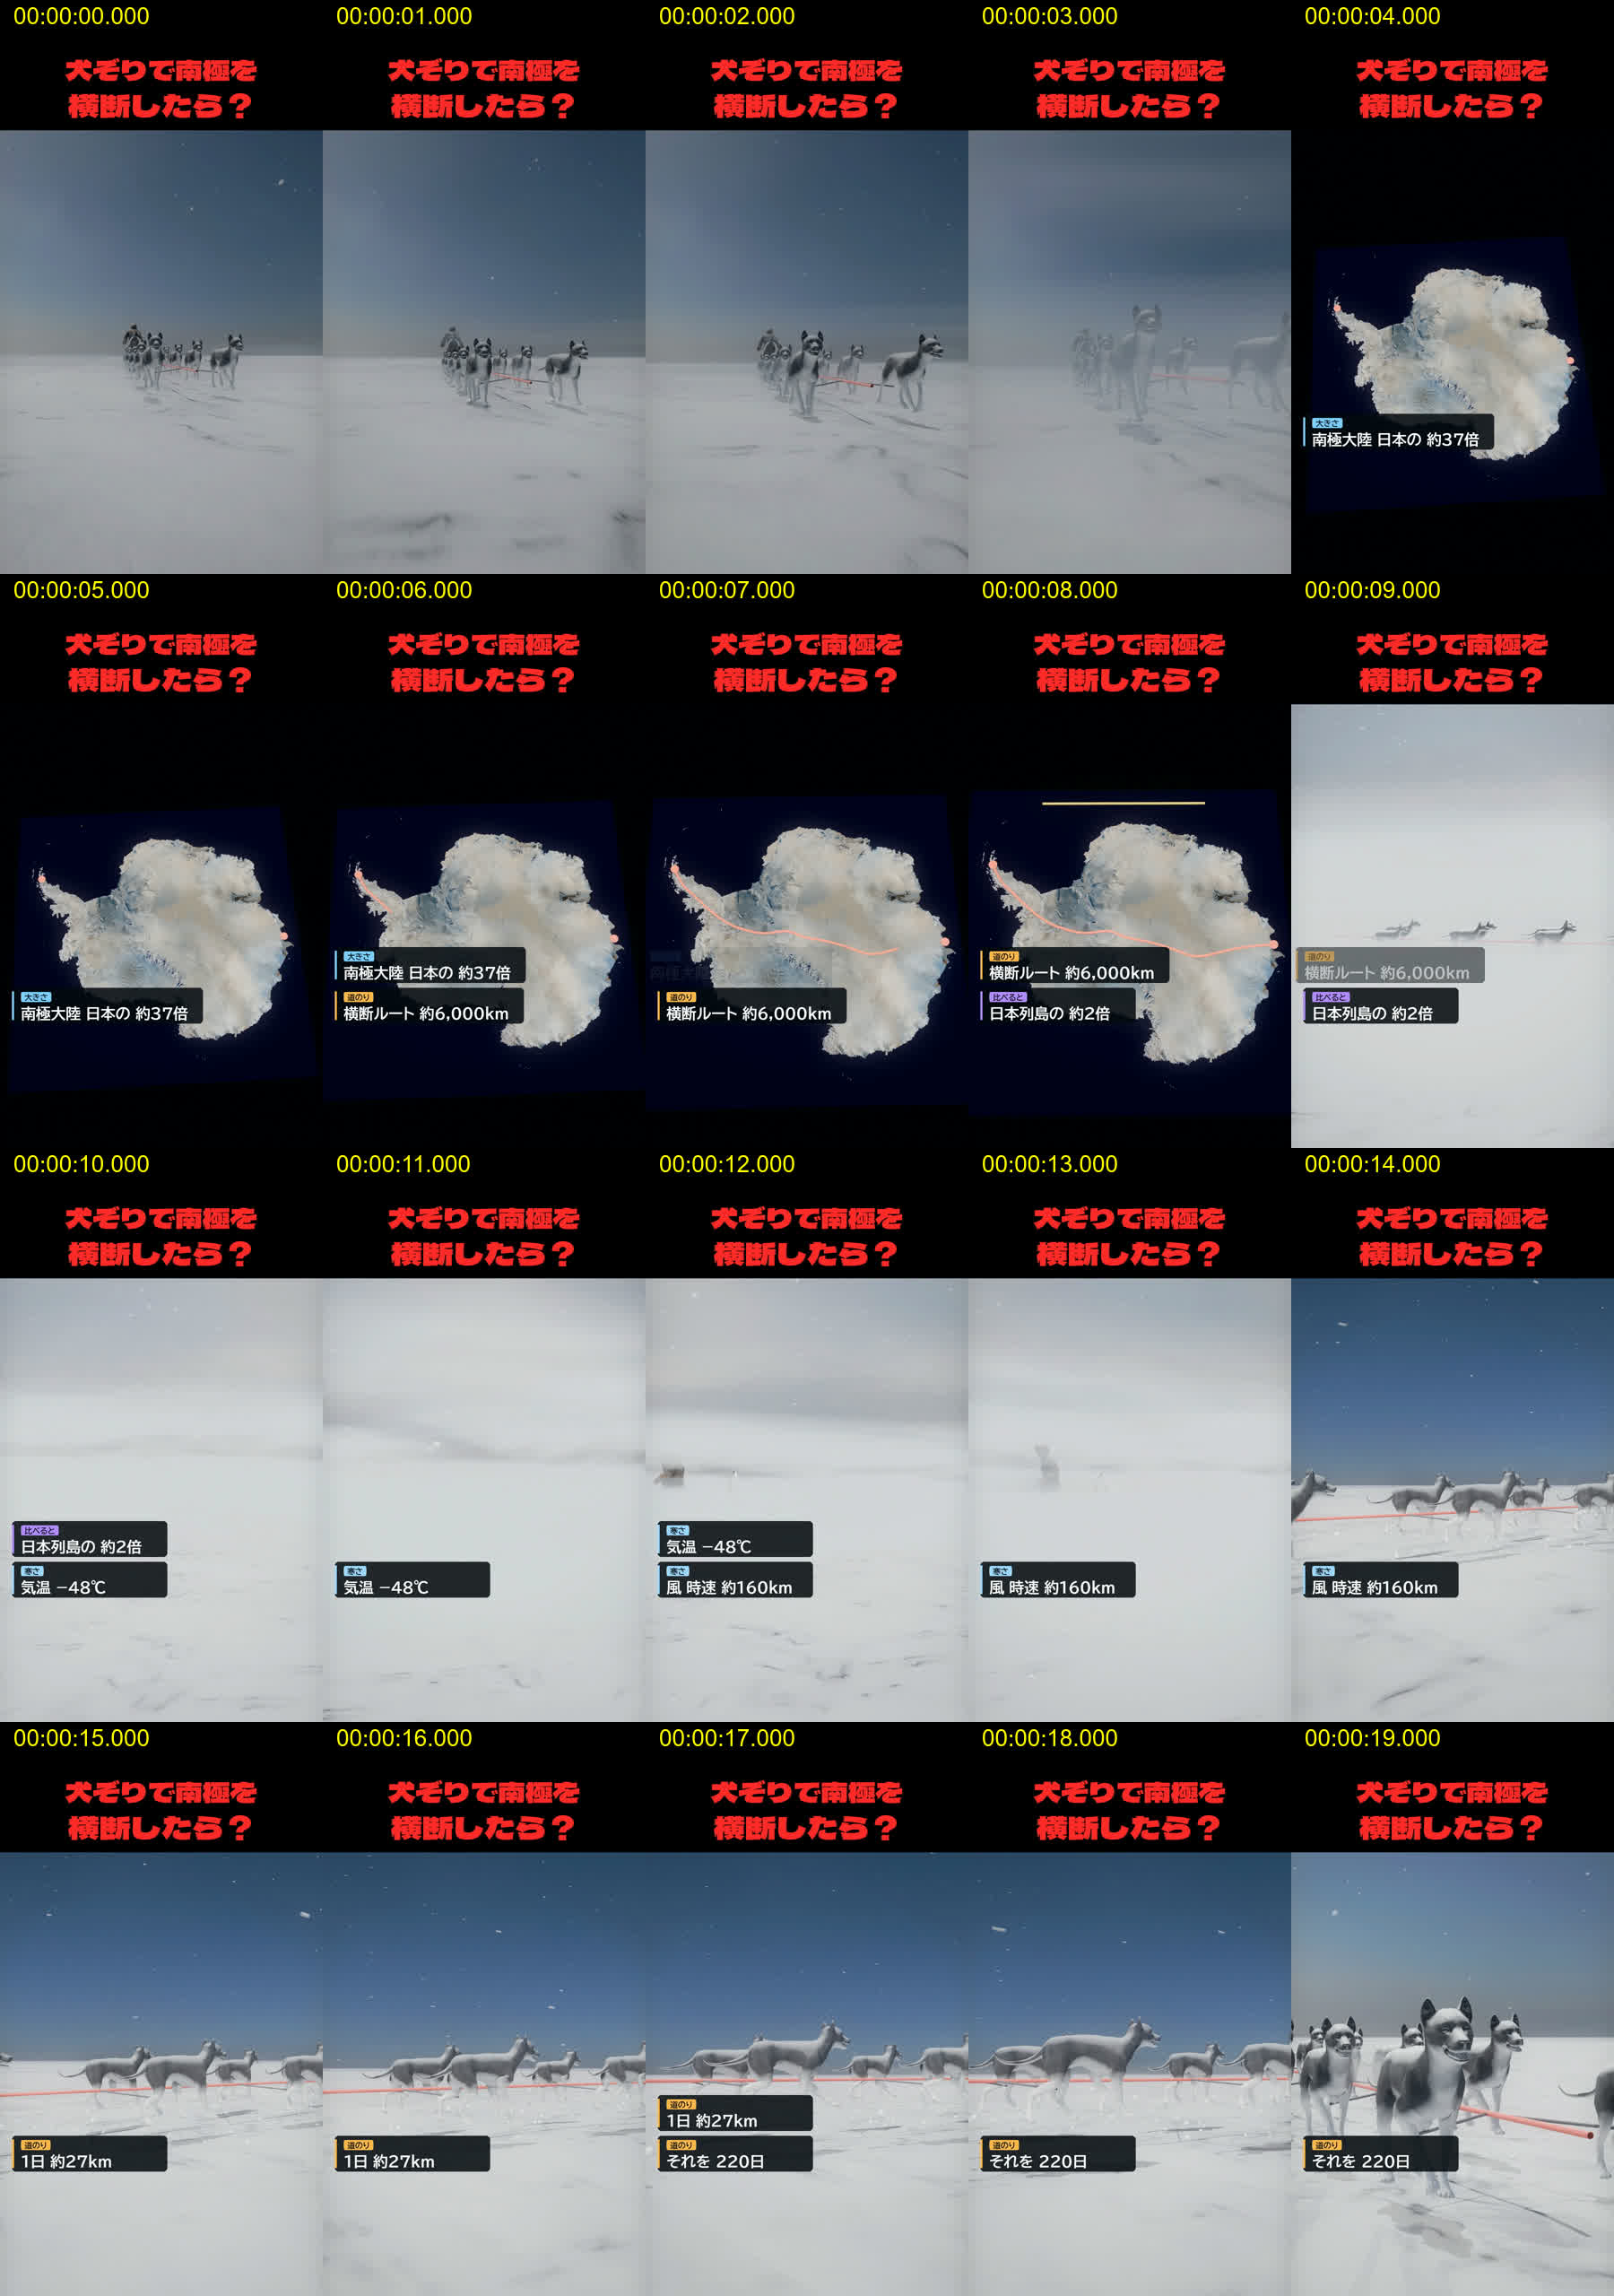 00:00:00.000
犬ぞりで南極を
横断したら？
00:00:01.000
犬ぞりで南極を
横断したら？
00:00:02.000
犬ぞりで南極を
横断したら？
00:00:03.000
犬ぞりで南極を
横断したら？
00:00:04.000
犬ぞりで南極を
横断したら？
大きさ
南極大陸 日本の 約37倍
00:00:05.000
犬ぞりで南極を
横断したら？
大きさ
南極大陸 日本の 約37倍
00:00:06.000
犬ぞりで南極を
横断したら？
大きさ
南極大陸 日本の 約37倍
道のり
横断ルート 約6,000km
00:00:07.000
犬ぞりで南極を
横断したら？
道のり
横断ルート 約6,000km
00:00:08.000
犬ぞりで南極を
横断したら？
道のり
横断ルート 約6,000km
比べると
日本列島の 約2倍
00:00:09.000
犬ぞりで南極を
横断したら？
道のり
横断ルート 約6,000km
比べると
日本列島の 約2倍
00:00:10.000
犬ぞりで南極を
横断したら？
比べると
日本列島の 約2倍
寒さ
気温 −48℃
00:00:11.000
犬ぞりで南極を
横断したら？
寒さ
気温 −48℃
00:00:12.000
犬ぞりで南極を
横断したら？
寒さ
気温 −48℃
寒さ
風 時速 約160km
00:00:13.000
犬ぞりで南極を
横断したら？
寒さ
風 時速 約160km
00:00:14.000
犬ぞりで南極を
横断したら？
寒さ
風 時速 約160km
00:00:15.000
犬ぞりで南極を
横断したら？
道のり
1日 約27km
00:00:16.000
犬ぞりで南極を
横断したら？
道のり
1日 約27km
00:00:17.000
犬ぞりで南極を
横断したら？
道のり
1日 約27km
道のり
それを 220日
00:00:18.000
犬ぞりで南極を
横断したら？
道のり
それを 220日
00:00:19.000
犬ぞりで南極を
横断したら？
道のり
それを 220日